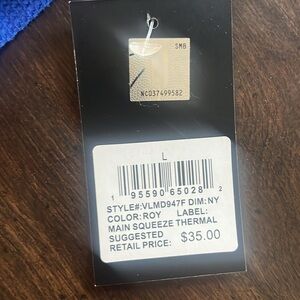 SMB
NC037499582
L
1 95590 65028 2
STYLE#:VLMD947F DIM:NY
COLOR:ROY LABEL:
MAIN SQUEEZE THERMAL
SUGGESTED
RETAIL PRICE: $35.00